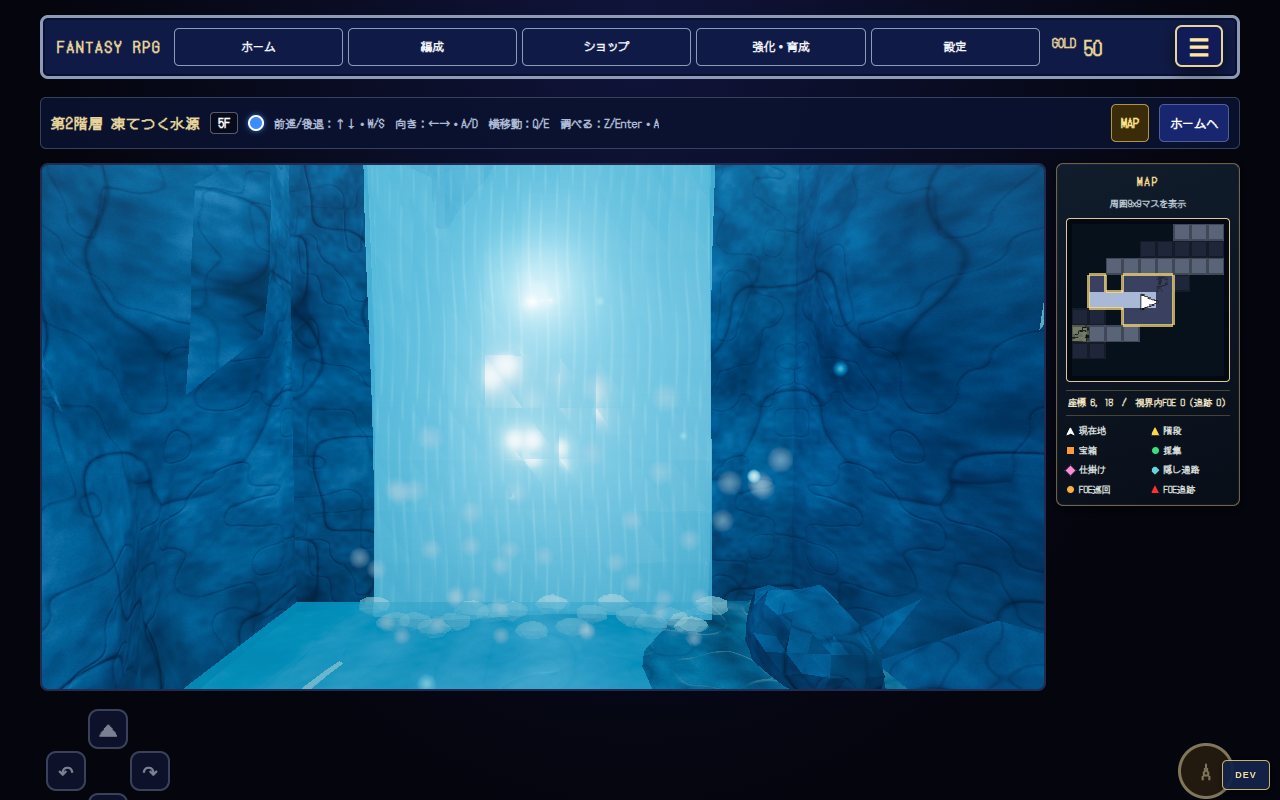 FANTASY RPG
ホーム
編成
ショップ
強化・育成
設定
GOLD 50
第2階層 凍てつく水源
5F
前進/後退：↑↓・W/S 向き：←→・A/D 横移動：Q/E 調べる：Z/Enter・A
MAP
ホームへ
MAP
周囲9x9マスを表示
座標 6, 18 / 視界内FOE 0 (追跡 0)
現在地
階段
宝箱
採集
仕掛け
隠し通路
FOE巡回
FOE追跡
A
DEV